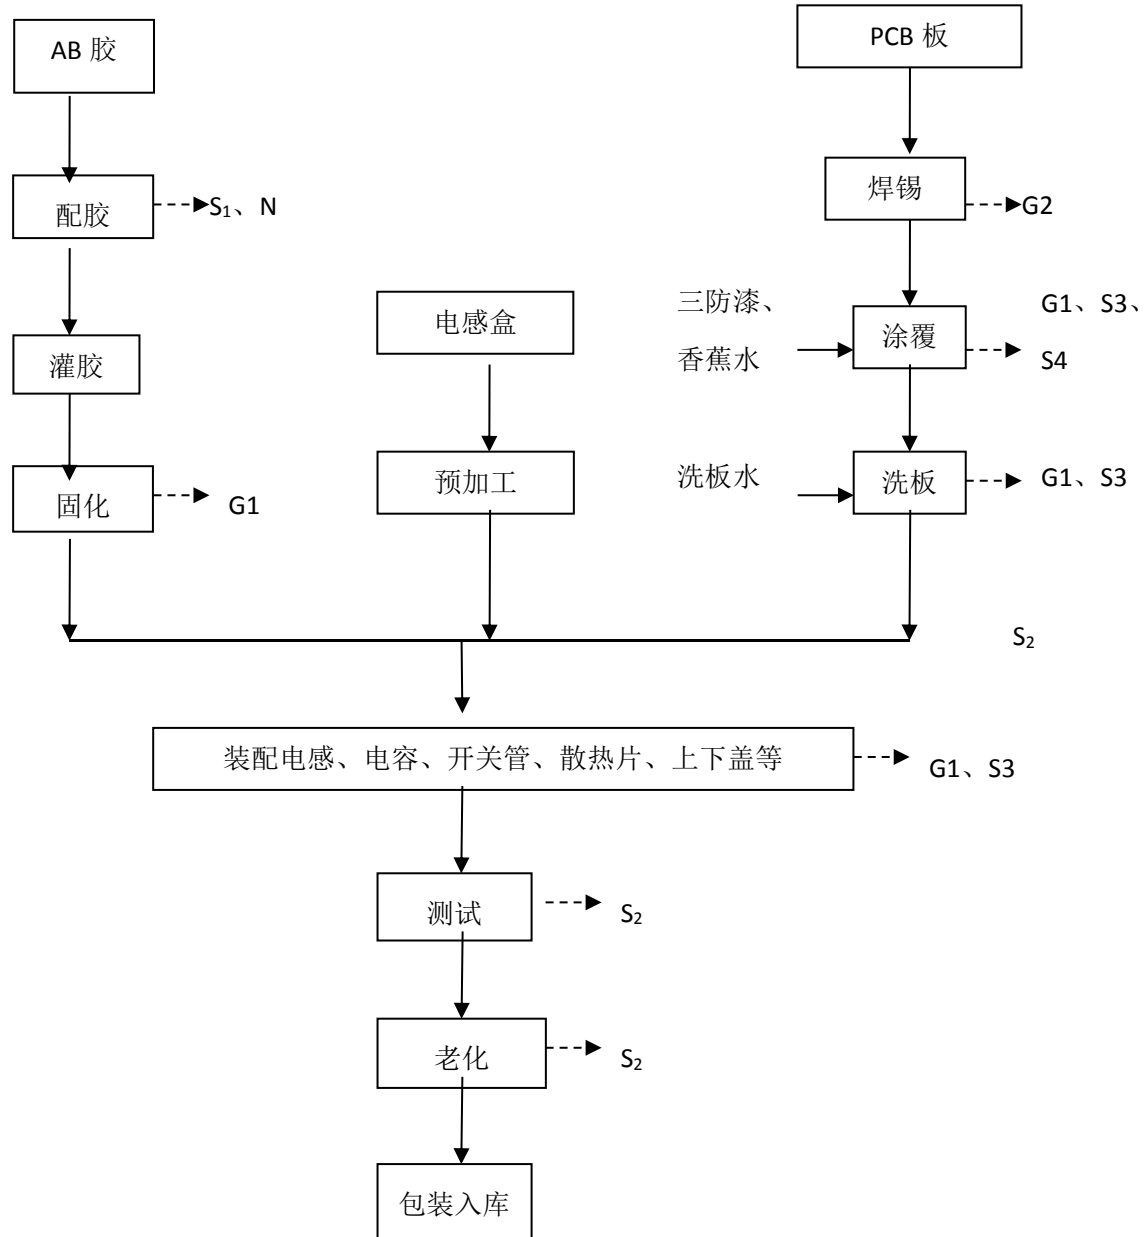 AB 胶
PCB 板
配胶
S₁、N
焊锡
G2
灌胶
电感盒
三防漆、
香蕉水
涂覆
G1、S3、
S4
固化
G1
预加工
洗板水
洗板
G1、S3
S₂
装配电感、电容、开关管、散热片、上下盖等
G1、S3
测试
S₂
老化
S₂
包装入库